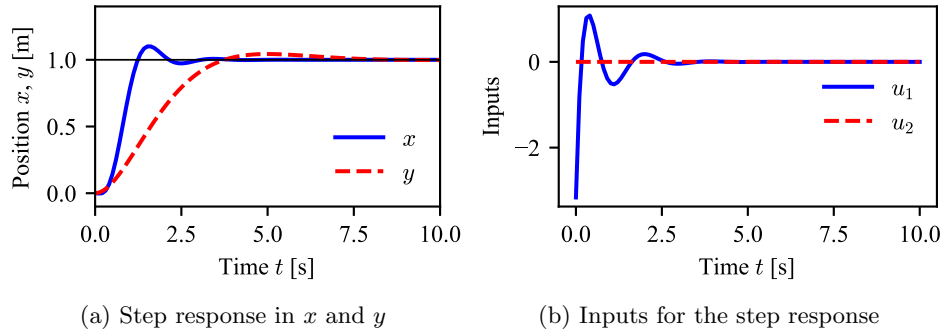 Position x, y [m]
1.0
0.5
0.0
x
y
0.0 2.5 5.0 7.5 10.0
Time t [s]
(a) Step response in x and y
Inputs
0
−2
u₁
u₂
0.0 2.5 5.0 7.5 10.0
Time t [s]
(b) Inputs for the step response